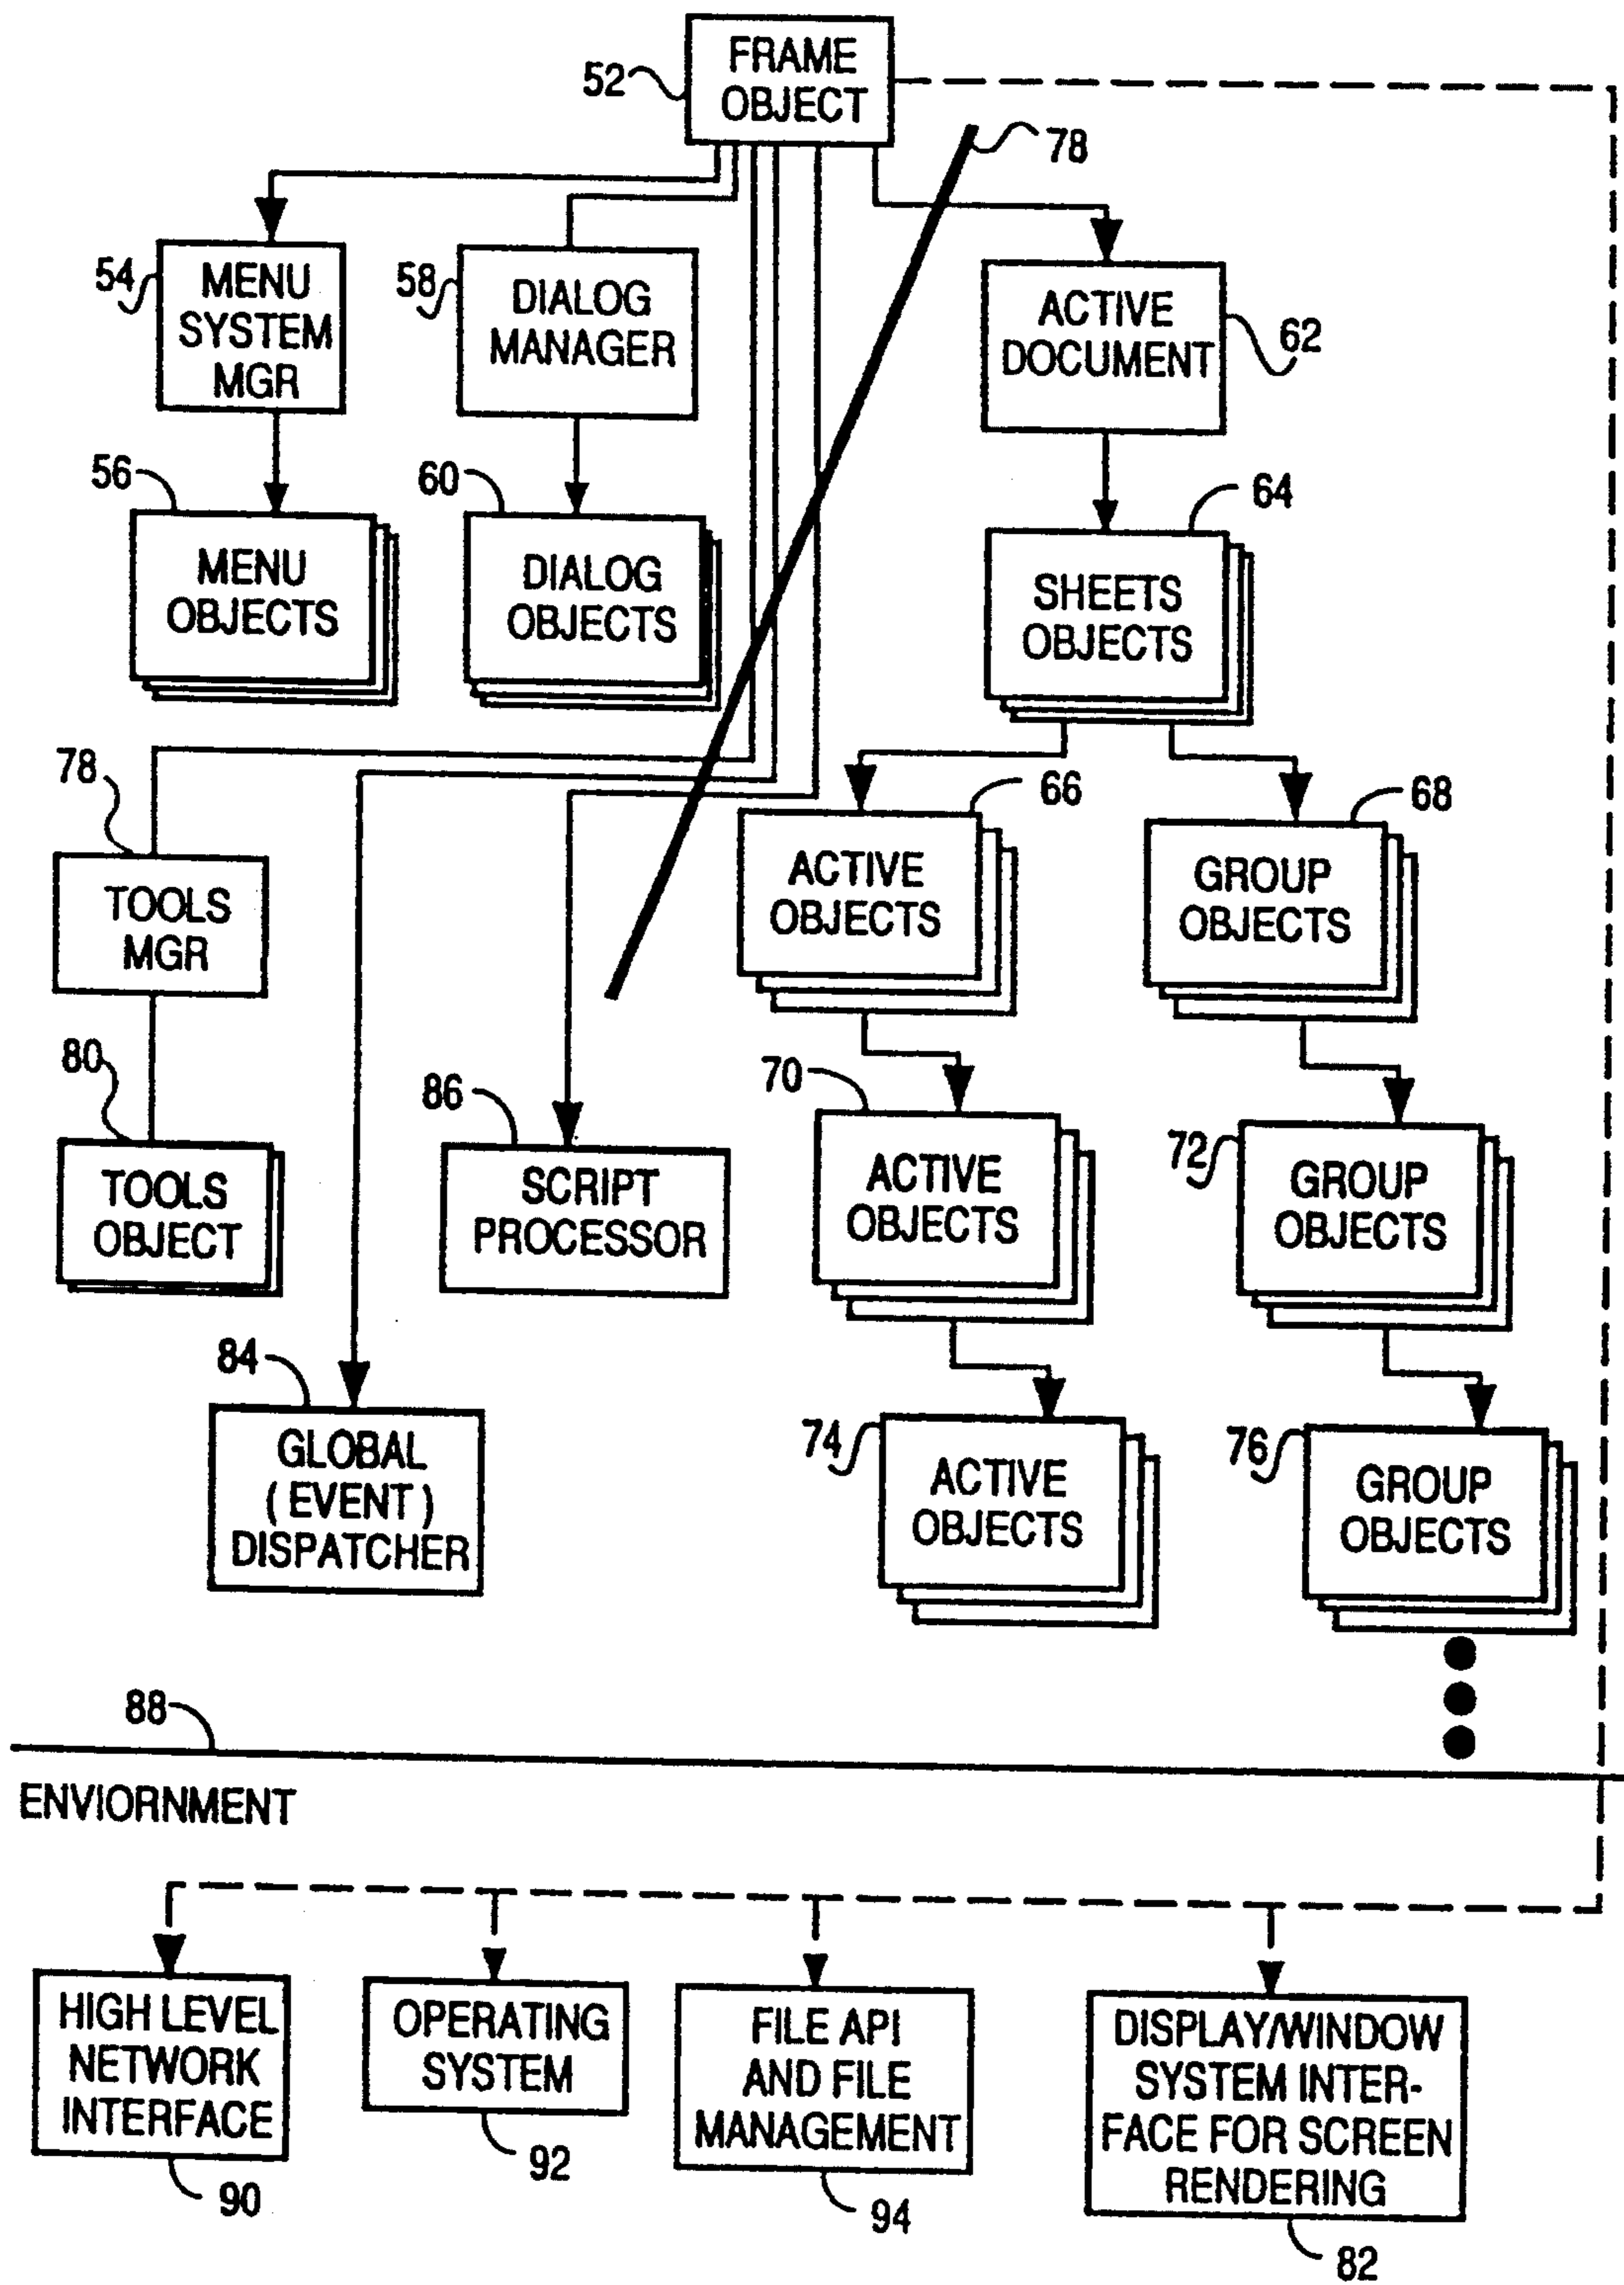 FRAME
OBJECT
52
78
54
MENU
SYSTEM
MGR
58
DIALOG
MANAGER
ACTIVE
DOCUMENT
62
56
MENU
OBJECTS
60
DIALOG
OBJECTS
64
SHEETS
OBJECTS
78
TOOLS
MGR
66
ACTIVE
OBJECTS
68
GROUP
OBJECTS
80
TOOLS
OBJECT
86
SCRIPT
PROCESSOR
70
ACTIVE
OBJECTS
72
GROUP
OBJECTS
84
GLOBAL
(EVENT)
DISPATCHER
74
ACTIVE
OBJECTS
76
GROUP
OBJECTS
88
ENVIORNMENT
HIGH LEVEL
NETWORK
INTERFACE
90
OPERATING
SYSTEM
92
FILE API
AND FILE
MANAGEMENT
94
DISPLAY/WINDOW
SYSTEM INTER-
FACE FOR SCREEN
RENDERING
82